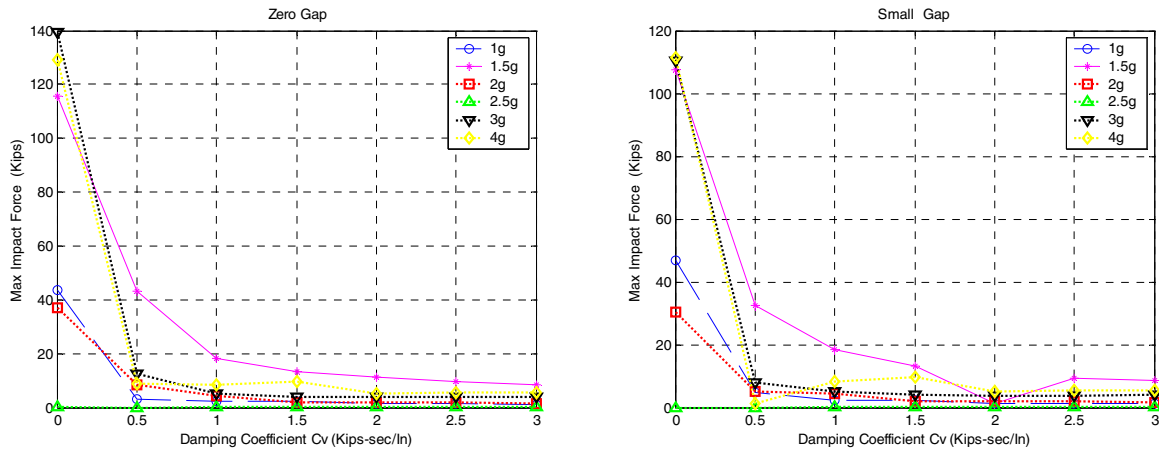 Zero Gap
140
120
100
80
60
40
20
0
Max Impact Force (Kips)
0
0.5
1
1.5
2
2.5
3
Damping Coefficient Cv (Kips-sec/In)
1g
1.5g
2g
2.5g
3g
4g
Small Gap
120
100
80
60
40
20
0
Max Impact Force (Kips)
0
0.5
1
1.5
2
2.5
3
Damping Coefficient Cv (Kips-sec/In)
1g
1.5g
2g
2.5g
3g
4g